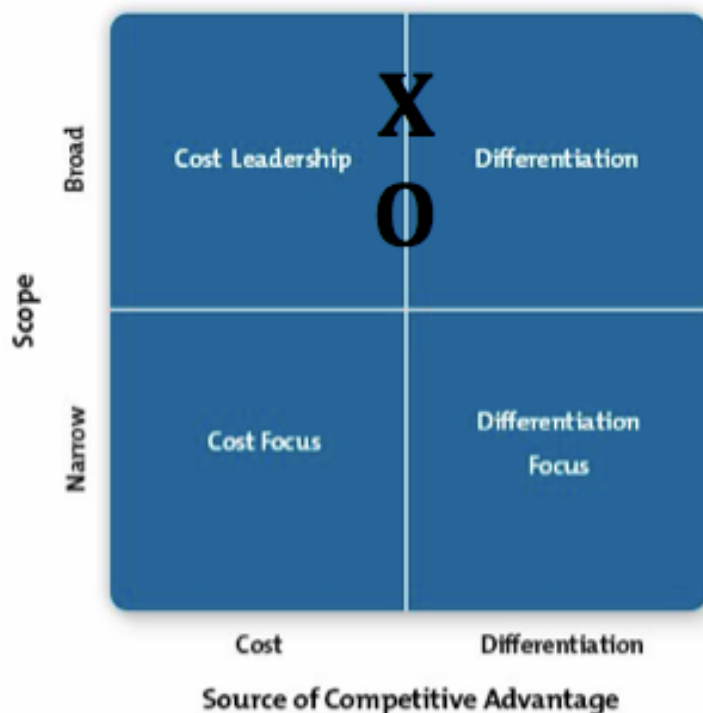 X
Broad
Cost Leadership
Differentiation
O
Scope
Narrow
Cost Focus
Differentiation
Focus
Cost
Differentiation
Source of Competitive Advantage